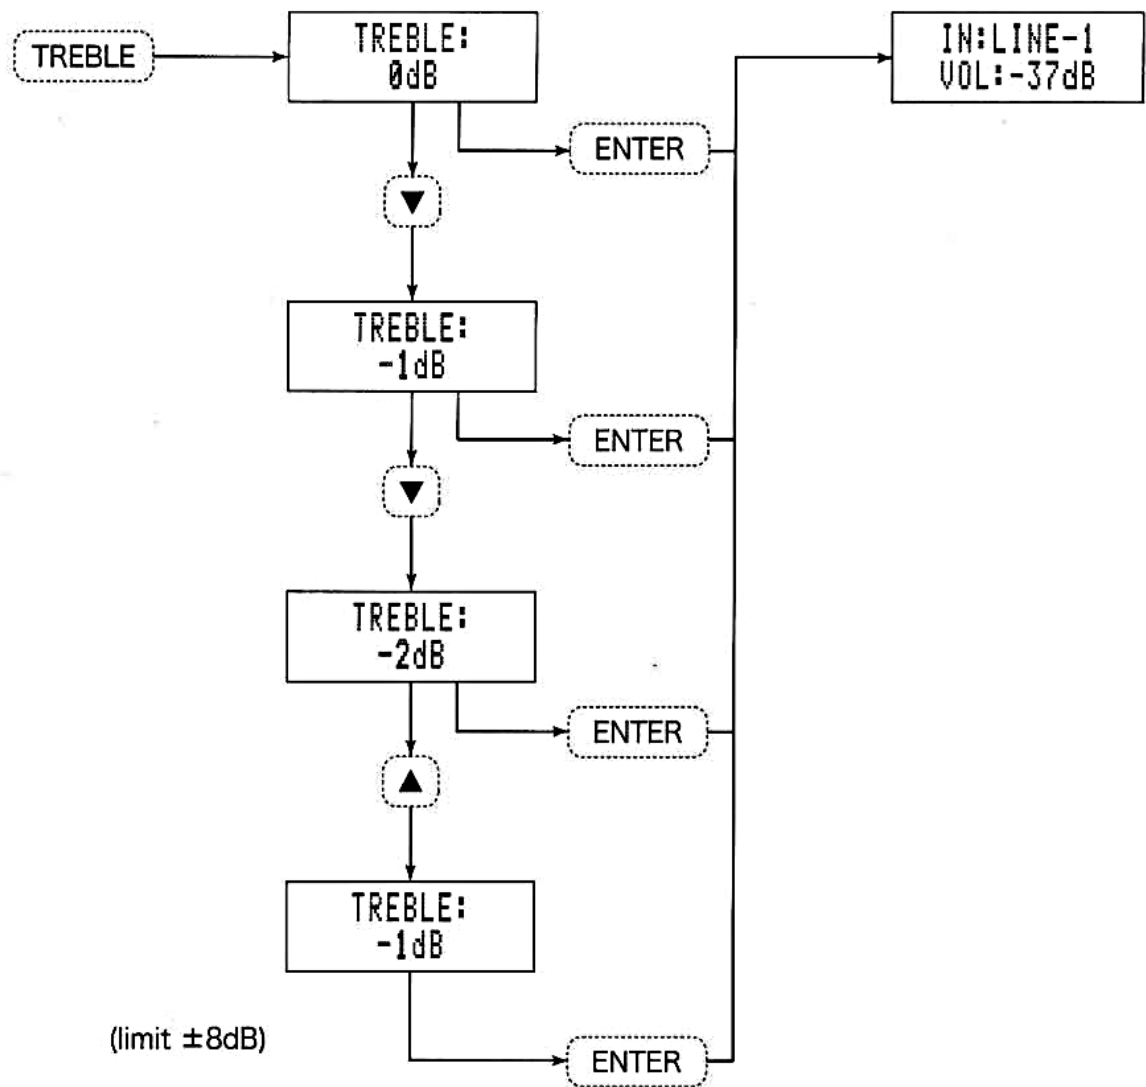 TREBLE
TREBLE:
0dB
IN:LINE-1
VOL:-37dB
ENTER
▼
TREBLE:
-1dB
ENTER
▼
TREBLE:
-2dB
ENTER
▲
TREBLE:
-1dB
(limit ±8dB)
ENTER